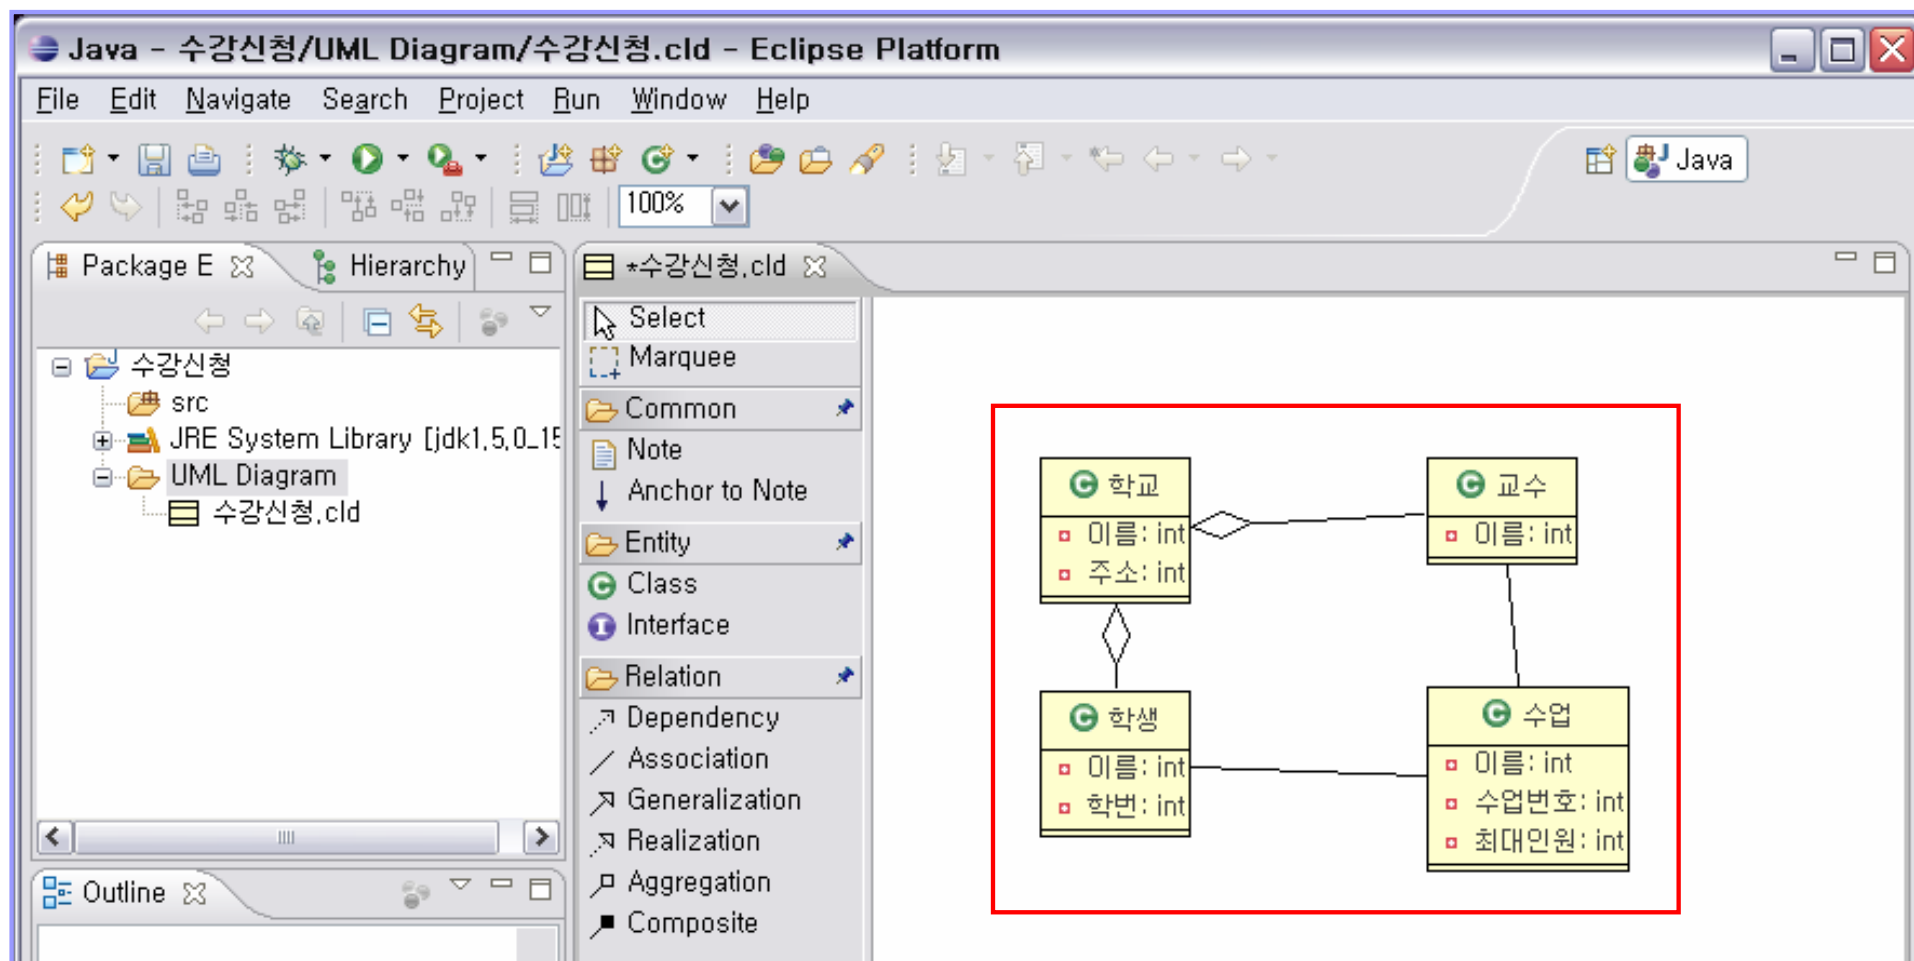 Java - 수강신청/UML Diagram/수강신청.cld - Eclipse Platform
File Edit Navigate Search Project Run Window Help
Java
100%
Package E
Hierarchy
수강신청
src
JRE System Library [jdk1.5.0_15
UML Diagram
수강신청.cld
Outline
*수강신청.cld
Select
Marquee
Common
Note
Anchor to Note
Entity
Class
Interface
Relation
Dependency
Association
Generalization
Realization
Aggregation
Composite
학교
이름: int
주소: int
교수
이름: int
학생
이름: int
학번: int
수업
이름: int
수업번호: int
최대인원: int